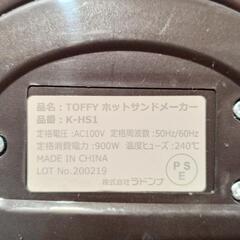 品名：TOFFY ホットサンドメーカー
品番：K-HS1
定格電圧：AC100V 定格周波数：50Hz/60Hz
定格消費電力：900W 温度ヒューズ：240℃
MADE IN CHINA
LOT No.200219
PS
E
株式会社ラドンナ